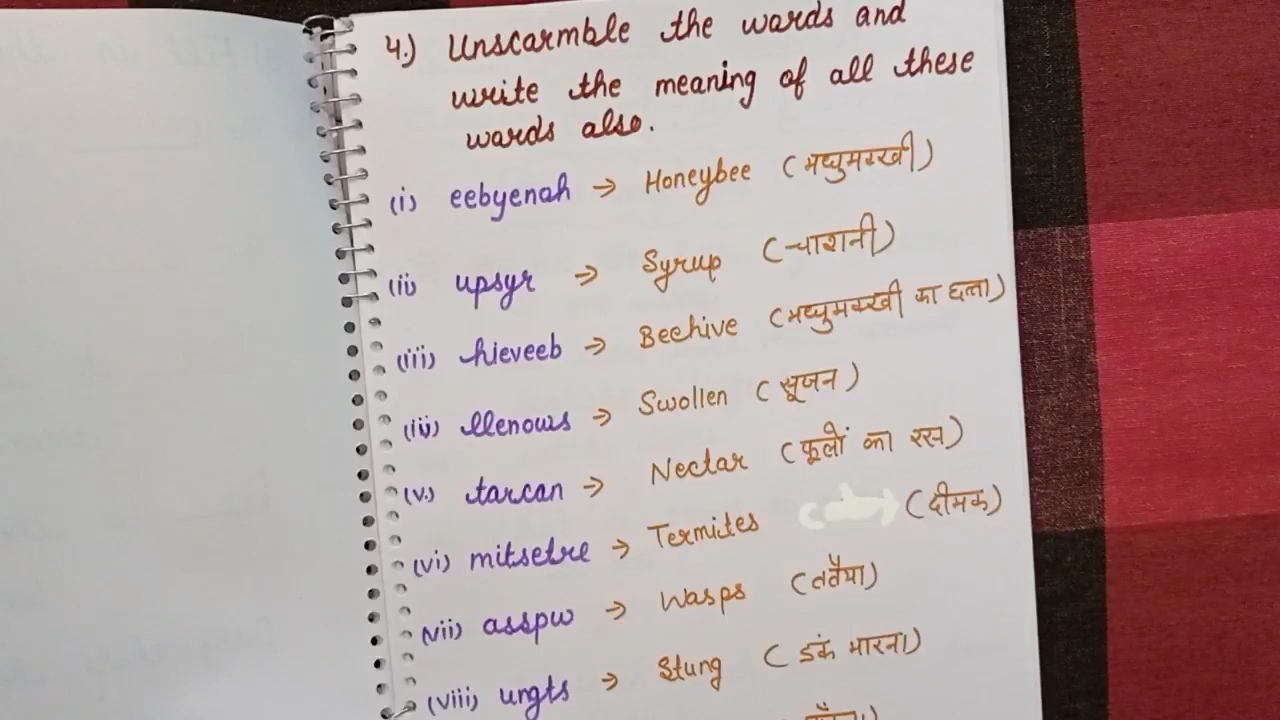 4.) Unscarmble the wards and
write the meaning of all these
wards also.
(i) eebyenoh → Honeybee (मधुमक्खी)
(ii) upsyr → Syrup (चाशनी)
(iii) hieveeb → Beehive (मधुमक्खी का छत्ता)
(iv) llenows → Swollen (सूजन)
(v.) tarcan → Nectar (फूलों का रस)
(vi) mitsetre → Termites (दीमक)
(vii) asspw → Wasps (ततैया)
(viii) ungts → Stung (डकं मारना)